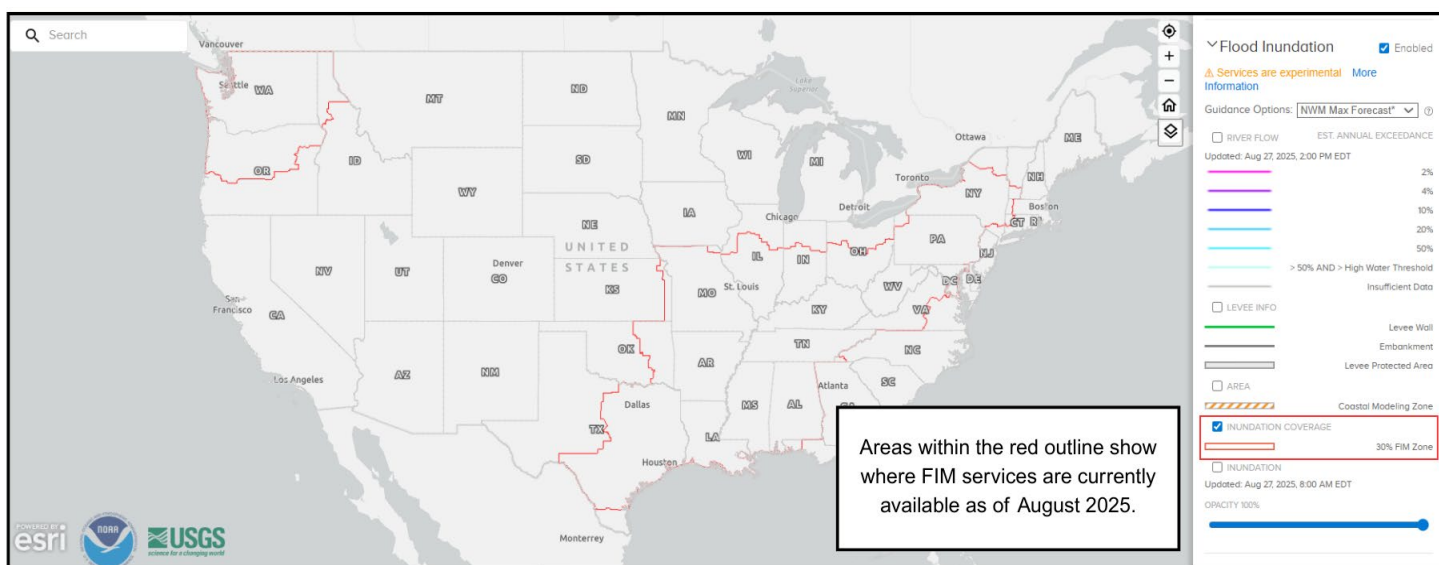 Search
Vancouver
Seattle
WA
MT
ND
MN
Lake
Superior
Ottawa
ME
OR
ID
SD
WI
MI
Toronto
NH
WY
NY
Boston
IA
Chicago
Detroit
CT
RI
NE
UNITED
STATES
PA
NJ
OH
IL
IN
NV
UT
Denver
CO
KS
MO
St. Louis
WV
DC
DE
San
Francisco
CA
KY
VA
TN
NC
OK
AR
Los Angeles
AZ
NM
Atlanta
SC
Dallas
MS
AL
TX
LA
Houston
Monterrey
Areas within the red outline show
where FIM services are currently
available as of August 2025.
POWERED BY
esri
NOAA
USGS
science for a changing world
Flood Inundation
Enabled
Services are experimental More
Information
Guidance Options: NWM Max Forecast*
RIVER FLOW EST. ANNUAL EXCEEDANCE
Updated: Aug 27, 2025, 2:00 PM EDT
2%
4%
10%
20%
50%
> 50% AND > High Water Threshold
Insufficient Data
LEVEE INFO
Levee Wall
Embankment
Levee Protected Area
AREA
Coastal Modeling Zone
INUNDATION COVERAGE
30% FIM Zone
INUNDATION
Updated: Aug 27, 2025, 8:00 AM EDT
OPACITY 100%